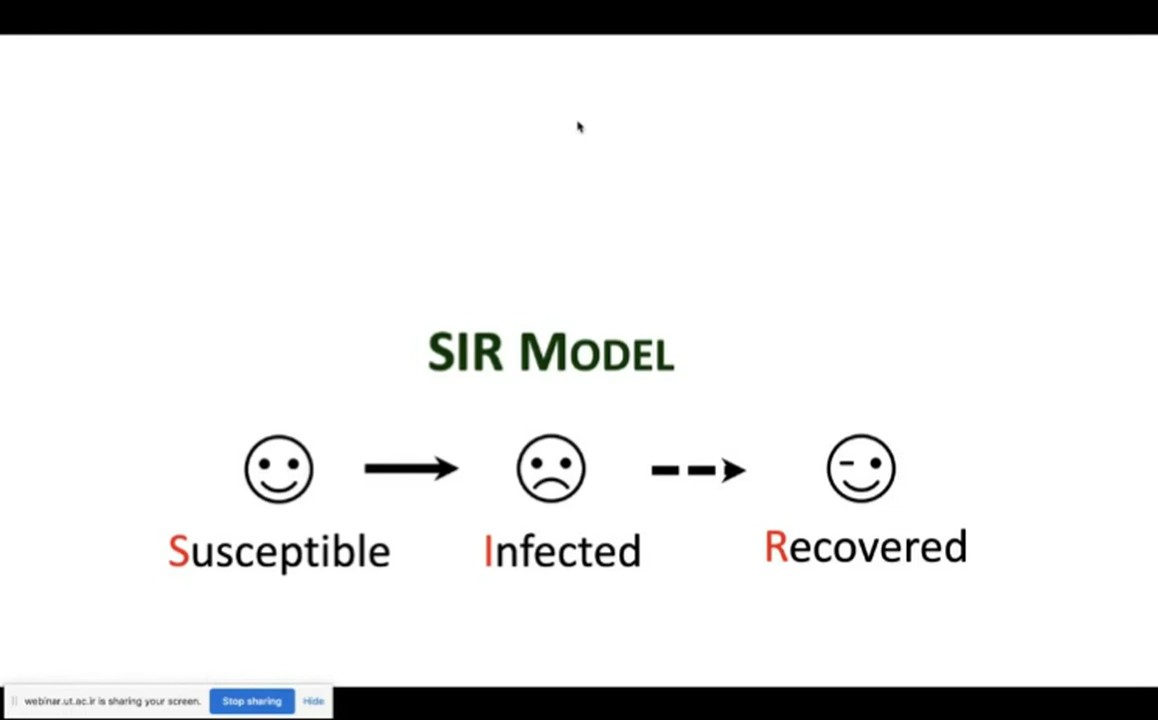 SIR MODEL
Susceptible Infected Recovered
webinar.ut.ac.ir is sharing your screen. Stop sharing Hide